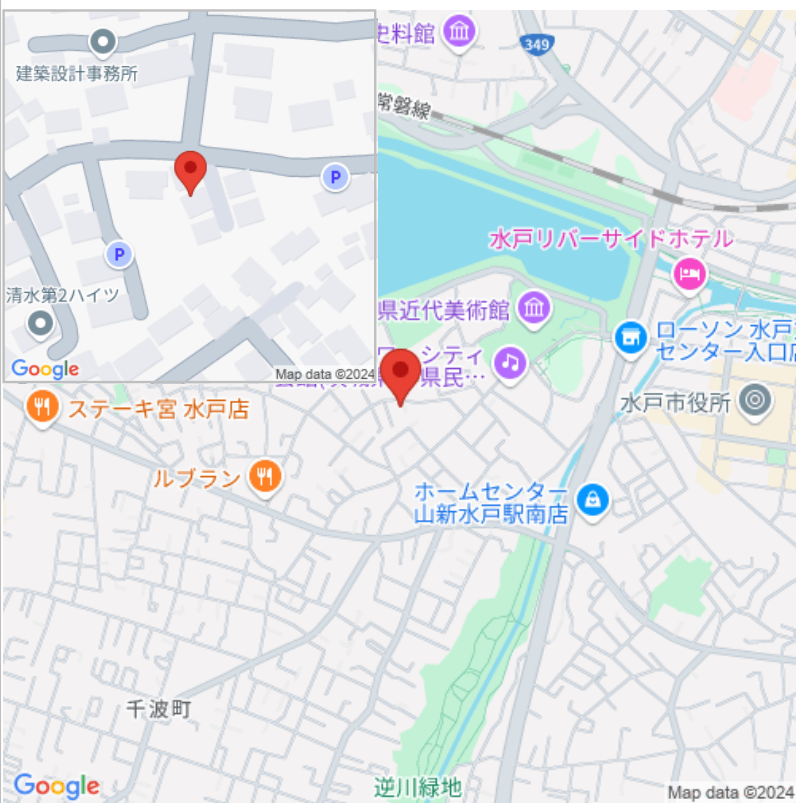 建築設計事務所
P
P
清水第2ハイツ
Google
Map data ©2024
史料館
349
常磐線
水戸リバーサイドホテル
県近代美術館
ローソン 水戸
センター入口店
シティ
県民…
水戸市役所
ステーキ宮 水戸店
ルブラン
ホームセンター
山新水戸駅南店
千波町
逆川緑地
Google
Map data ©2024